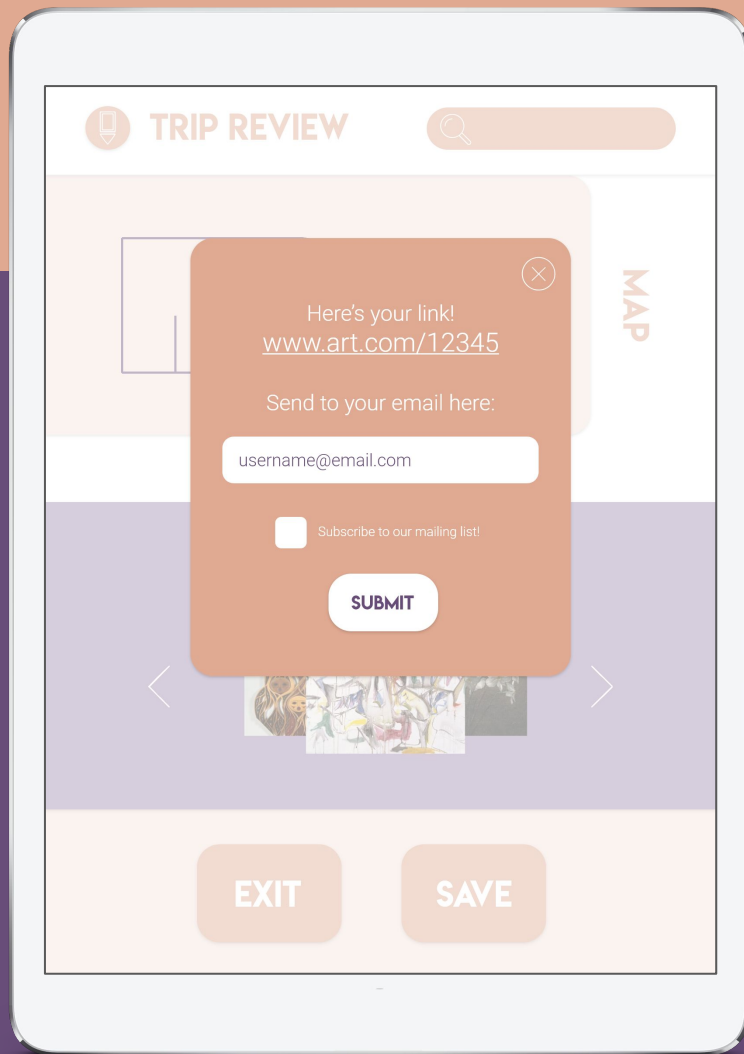 TRIP REVIEW
MAP
Here's your link!
www.art.com/12345
Send to your email here:
username@email.com
Subscribe to our mailing list!
SUBMIT
EXIT
SAVE